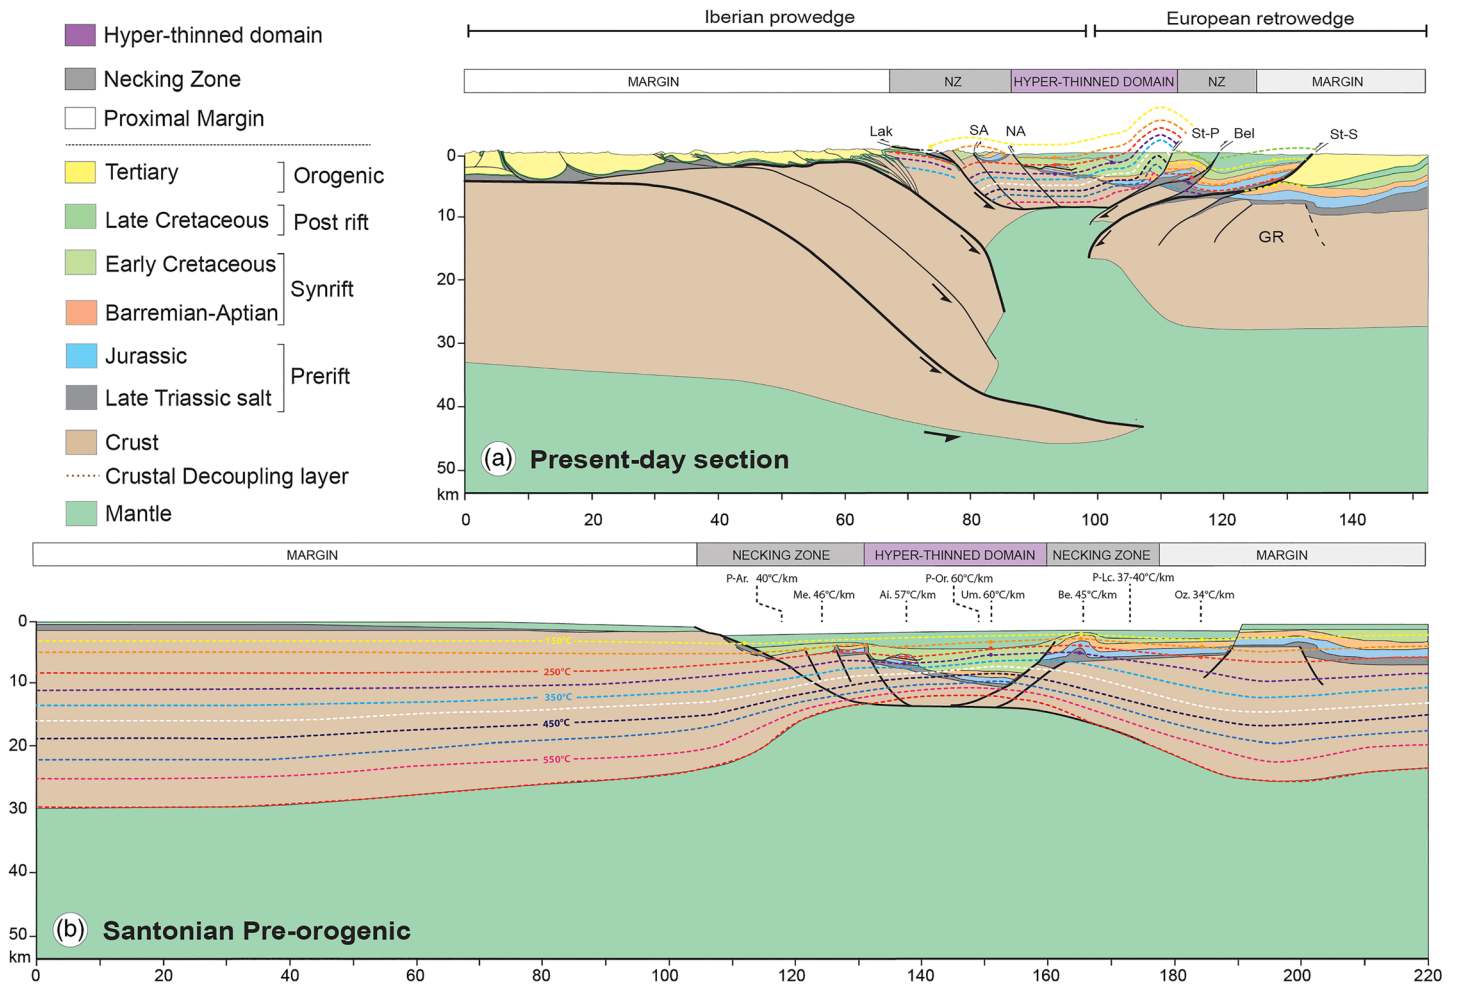 Iberian prowedge
European retrowedge
Hyper-thinned domain
Necking Zone
Proximal Margin
Tertiary
Orogenic
Late Cretaceous
Post rift
Early Cretaceous
Synrift
Barremian-Aptian
Jurassic
Prerift
Late Triassic salt
Crust
Crustal Decoupling layer
Mantle
MARGIN NZ HYPER-THINNED DOMAIN NZ MARGIN
Lak SA NA St-P Bel St-S
0
10
20
30
40
50
km
GR
(a) Present-day section
0 20 40 60 80 100 120 140
MARGIN NECKING ZONE HYPER-THINNED DOMAIN NECKING ZONE MARGIN
P-Ar. 40°C/km P-Or. 60°C/km P-Lc. 37-40°C/km
Me. 46°C/km Ai. 57°C/km Um. 60°C/km Be. 45°C/km Oz. 34°C/km
0
10
20
30
40
50
km
150°C
250°C
350°C
450°C
550°C
(b) Santonian Pre-orogenic
0 20 40 60 80 100 120 140 160 180 200 220